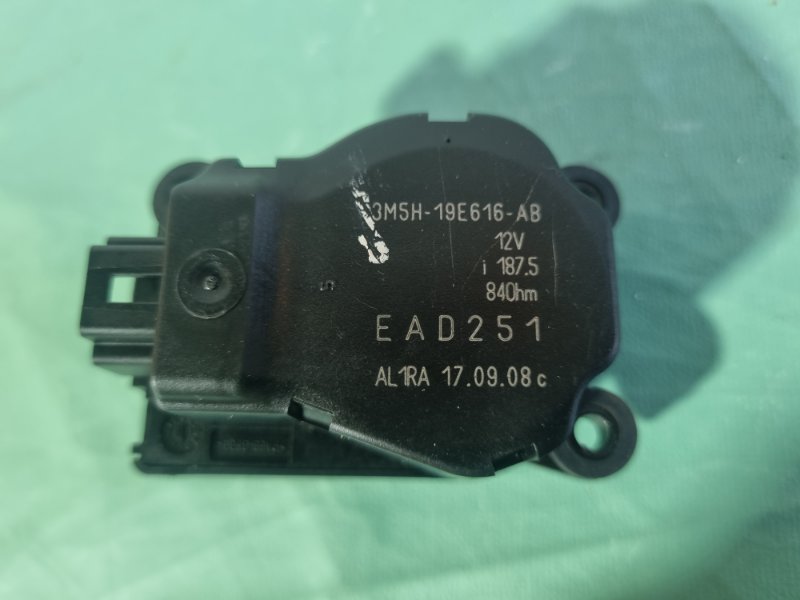 3M5H-19E616-AB
12V
i 187.5
84Ohm
EAD251
AL1RA 17.09.08 c